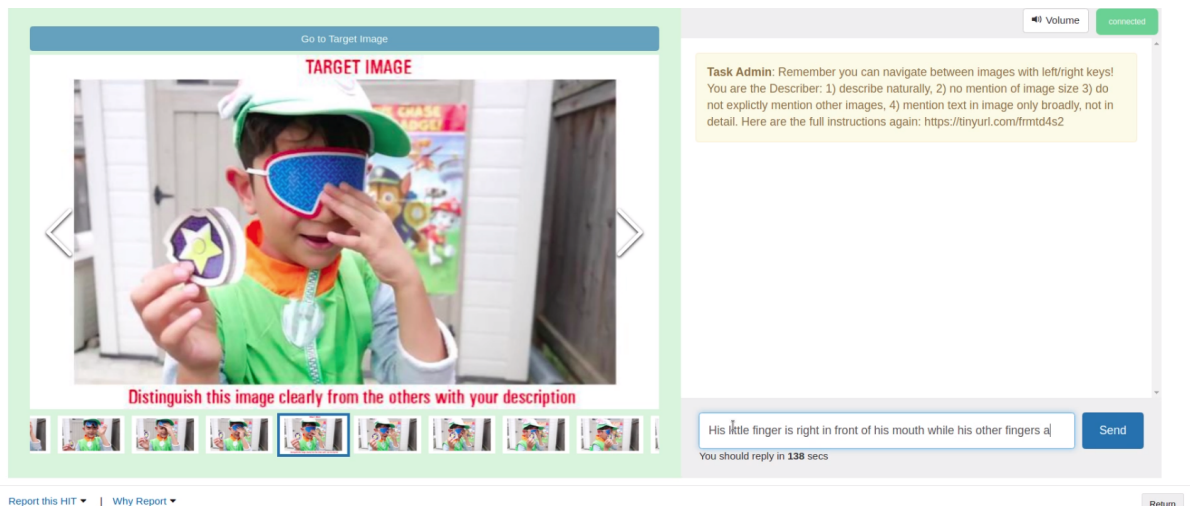 Go to Target Image
TARGET IMAGE
CHASE
Distinguish this image clearly from the others with your description
Volume
connected
Task Admin: Remember you can navigate between images with left/right keys!
You are the Describer: 1) describe naturally, 2) no mention of image size 3) do
not explictly mention other images, 4) mention text in image only broadly, not in
detail. Here are the full instructions again: https://tinyurl.com/frmtd4s2
His little finger is right in front of his mouth while his other fingers a
Send
You should reply in 138 secs
Report this HIT | Why Report
Return